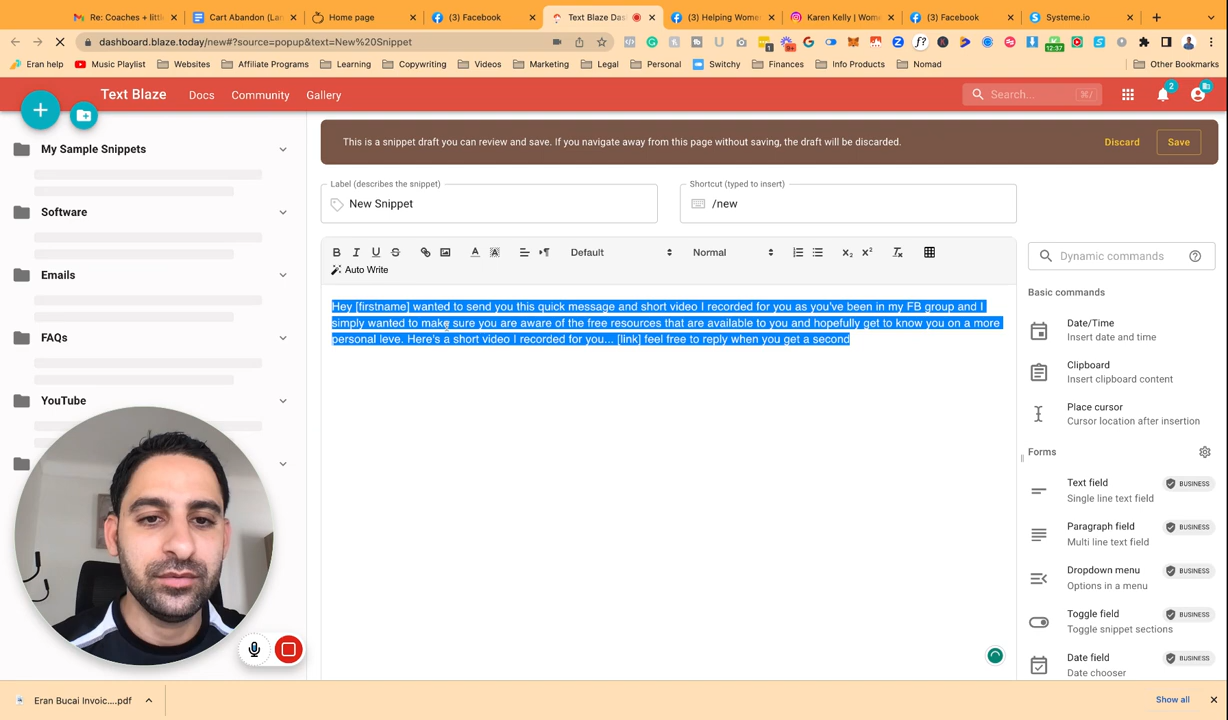 Re: Coaches + littl
Cart Abandon (Lar
Home page
(3) Facebook
Text Blaze Das
(3) Helping Wome
Karen Kelly | Wom
(3) Facebook
Systeme.io
dashboard.blaze.today/new#?source=popup&text=New%20Snippet
12:37
Eran help
Music Playlist
Websites
Affiliate Programs
Learning
Copywriting
Videos
Marketing
Legal
Personal
Switchy
Finances
Info Products
Nomad
Other Bookmarks
Text Blaze
Docs
Community
Gallery
Search...
⌘/
2
This is a snippet draft you can review and save. If you navigate away from this page without saving, the draft will be discarded.
Discard
Save
My Sample Snippets
Software
Emails
FAQs
YouTube
Label (describes the snippet)
New Snippet
Shortcut (typed to insert)
/new
B I U S
Default
Normal
Auto Write
Hey [firstname] wanted to send you this quick message and short video I recorded for you as you've been in my FB group and I
simply wanted to make sure you are aware of the free resources that are available to you and hopefully get to know you on a more
personal leve. Here's a short video I recorded for you... [link] feel free to reply when you get a second
Dynamic commands
Basic commands
Date/Time
Insert date and time
Clipboard
Insert clipboard content
Place cursor
Cursor location after insertion
Forms
Text field
BUSINESS
Single line text field
Paragraph field
BUSINESS
Multi line text field
Dropdown menu
BUSINESS
Options in a menu
Toggle field
BUSINESS
Toggle snippet sections
Date field
BUSINESS
Date chooser
Eran Bucai Invoic....pdf
Show all